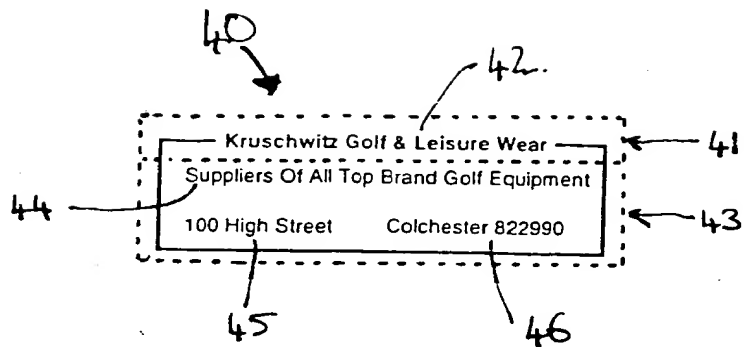 40
42.
Kruschwitz Golf & Leisure Wear
41
Suppliers Of All Top Brand Golf Equipment
44
43
100 High Street Colchester 822990
45 46